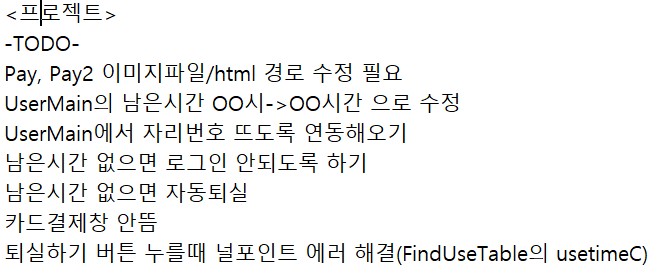 <프로젝트>
-TODO-
Pay, Pay2 이미지파일/html 경로 수정 필요
UserMain의 남은시간 OO시->OO시간 으로 수정
UserMain에서 자리번호 뜨도록 연동해오기
남은시간 없으면 로그인 안되도록 하기
남은시간 없으면 자동퇴실
카드결제창 안뜸
퇴실하기 버튼 누를때 널포인트 에러 해결(FindUseTable의 usetimeC)